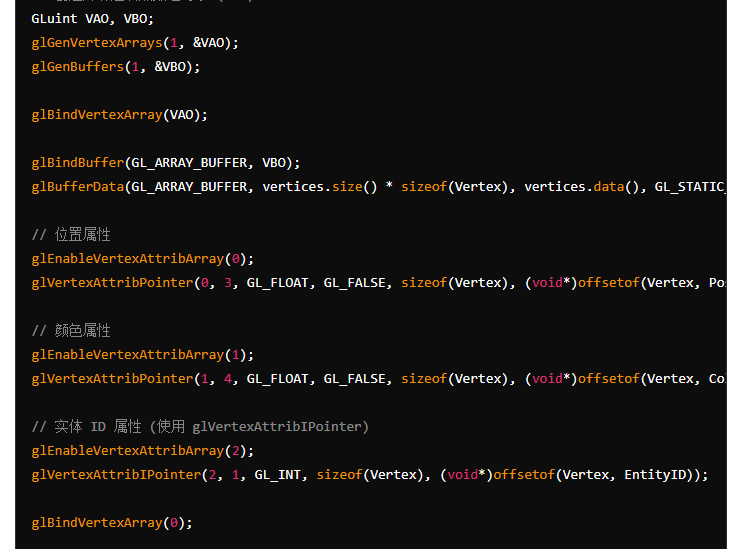 GLuint VAO, VBO;
glGenVertexArrays(1, &VAO);
glGenBuffers(1, &VBO);
glBindVertexArray(VAO);
glBindBuffer(GL_ARRAY_BUFFER, VBO);
glBufferData(GL_ARRAY_BUFFER, vertices.size() * sizeof(Vertex), vertices.data(), GL_STATIC_
// 位置属性
glEnableVertexAttribArray(0);
glVertexAttribPointer(0, 3, GL_FLOAT, GL_FALSE, sizeof(Vertex), (void*)offsetof(Vertex, Po
// 颜色属性
glEnableVertexAttribArray(1);
glVertexAttribPointer(1, 4, GL_FLOAT, GL_FALSE, sizeof(Vertex), (void*)offsetof(Vertex, Co
// 实体 ID 属性 (使用 glVertexAttribIPointer)
glEnableVertexAttribArray(2);
glVertexAttribIPointer(2, 1, GL_INT, sizeof(Vertex), (void*)offsetof(Vertex, EntityID));
glBindVertexArray(0);